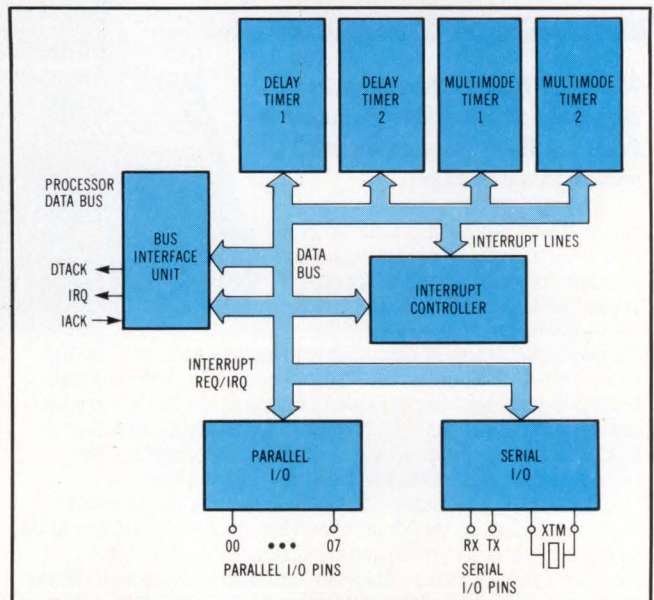 DELAY
TIMER
1
DELAY
TIMER
2
MULTIMODE
TIMER
1
MULTIMODE
TIMER
2
PROCESSOR
DATA BUS
BUS
INTERFACE
UNIT
DTACK
IRQ
IACK
DATA
BUS
INTERRUPT LINES
INTERRUPT
CONTROLLER
INTERRUPT
REQ/IRQ
PARALLEL
I/O
SERIAL
I/O
00 ••• 07
PARALLEL I/O PINS
RX TX
XTM
SERIAL
I/O PINS